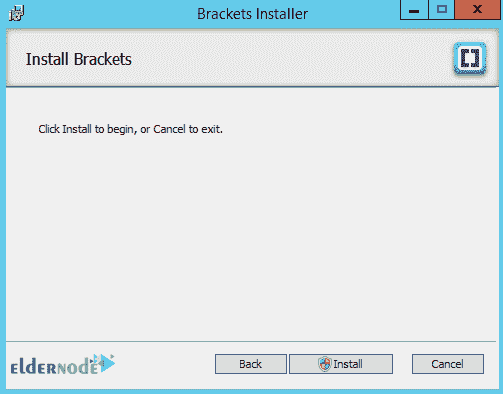 Brackets Installer
Install Brackets
Click Install to begin, or Cancel to exit.
eldernode
Back Install Cancel